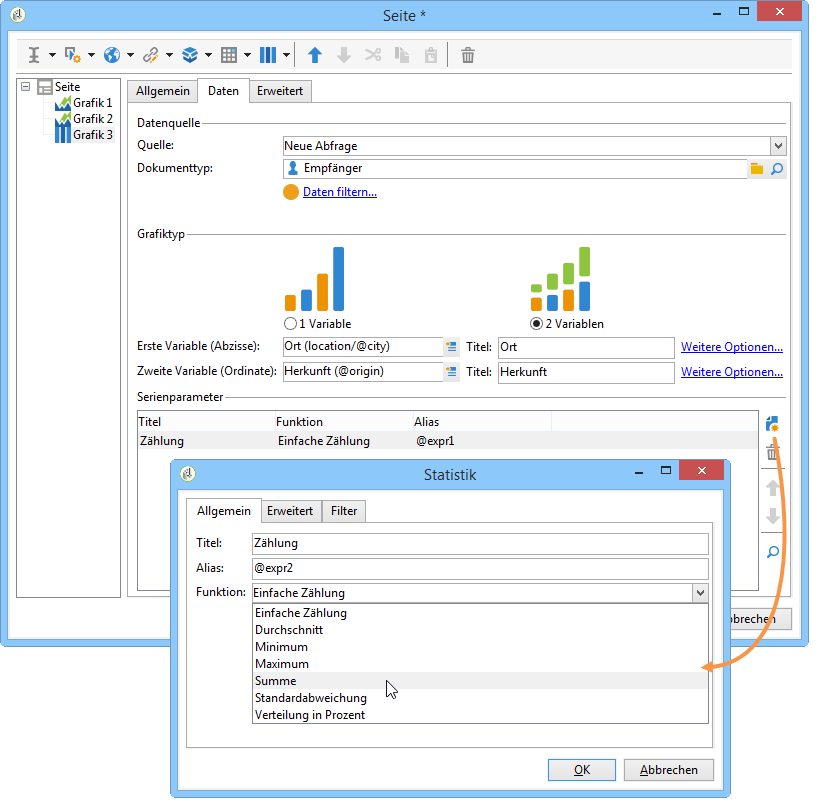 Seite *
Seite
Grafik 1
Grafik 2
Grafik 3
Allgemein Daten Erweitert
Datenquelle
Quelle: Neue Abfrage
Dokumenttyp: Empfänger
Daten filtern...
Grafiktyp
1 Variable 2 Variablen
Erste Variable (Abzisse): Ort (location/@city) Titel: Ort Weitere Optionen...
Zweite Variable (Ordinate): Herkunft (@origin) Titel: Herkunft Weitere Optionen...
Serienparameter
Titel Funktion Alias
Zählung Einfache Zählung @expr1
Statistik
Allgemein Erweitert Filter
Titel: Zählung
Alias: @expr2
Funktion: Einfache Zählung
Einfache Zählung
Durchschnitt
Minimum
Maximum
Summe
Standardabweichung
Verteilung in Prozent
OK Abbrechen
bbrechen